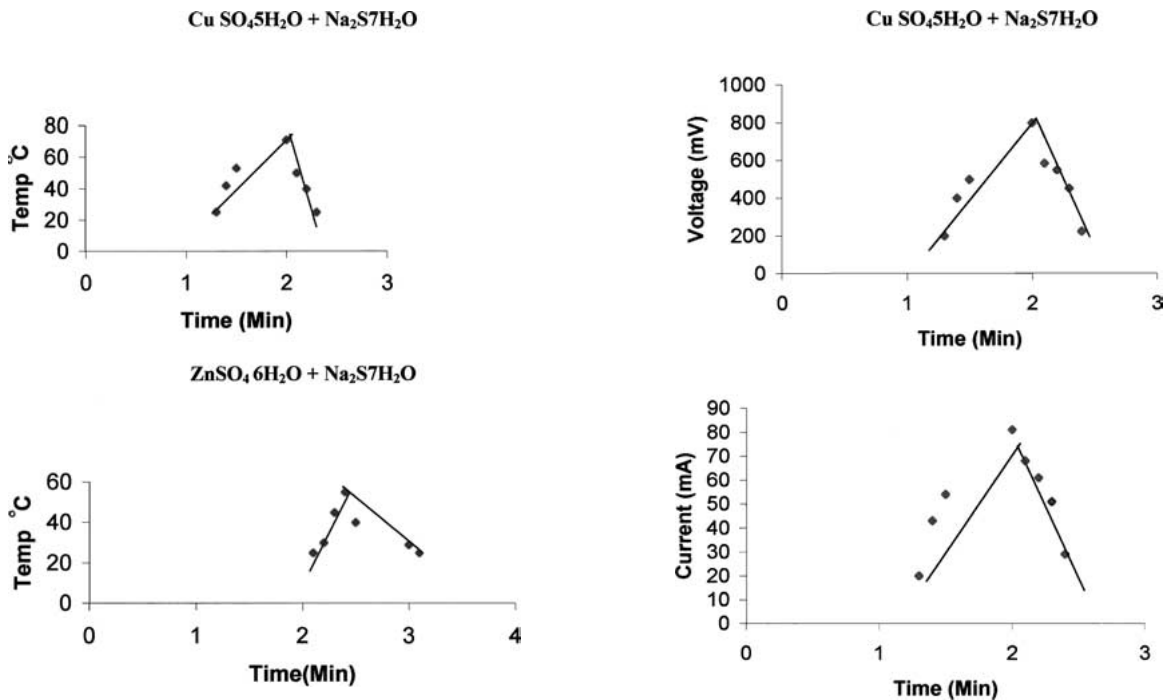 Cu SO₄5H₂O + Na₂S7H₂O
80
60
40
20
0
Temp °C
0 1 2 3
Time (Min)
Cu SO₄5H₂O + Na₂S7H₂O
1000
800
600
400
200
0
Voltage (mV)
0 1 2 3
Time (Min)
ZnSO₄ 6H₂O + Na₂S7H₂O
60
40
20
0
Temp °C
0 1 2 3 4
Time(Min)
90
80
70
60
50
40
30
20
10
0
Current (mA)
0 1 2 3
Time (Min)